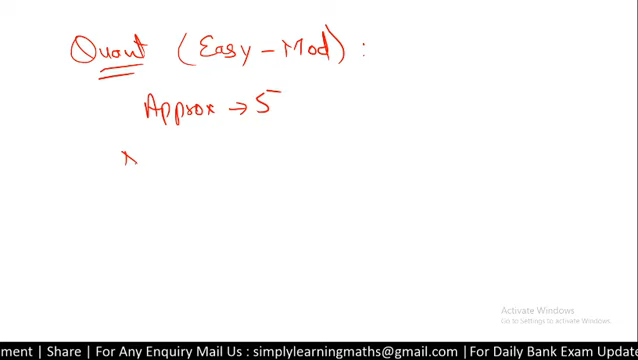 Quant (Easy - Mod) :
Approx → 5
Activate Windows
Go to Settings to activate Windows.
ment | Share | For Any Enquiry Mail Us : simplylearningmaths@gmail.com |For Daily Bank Exam Update